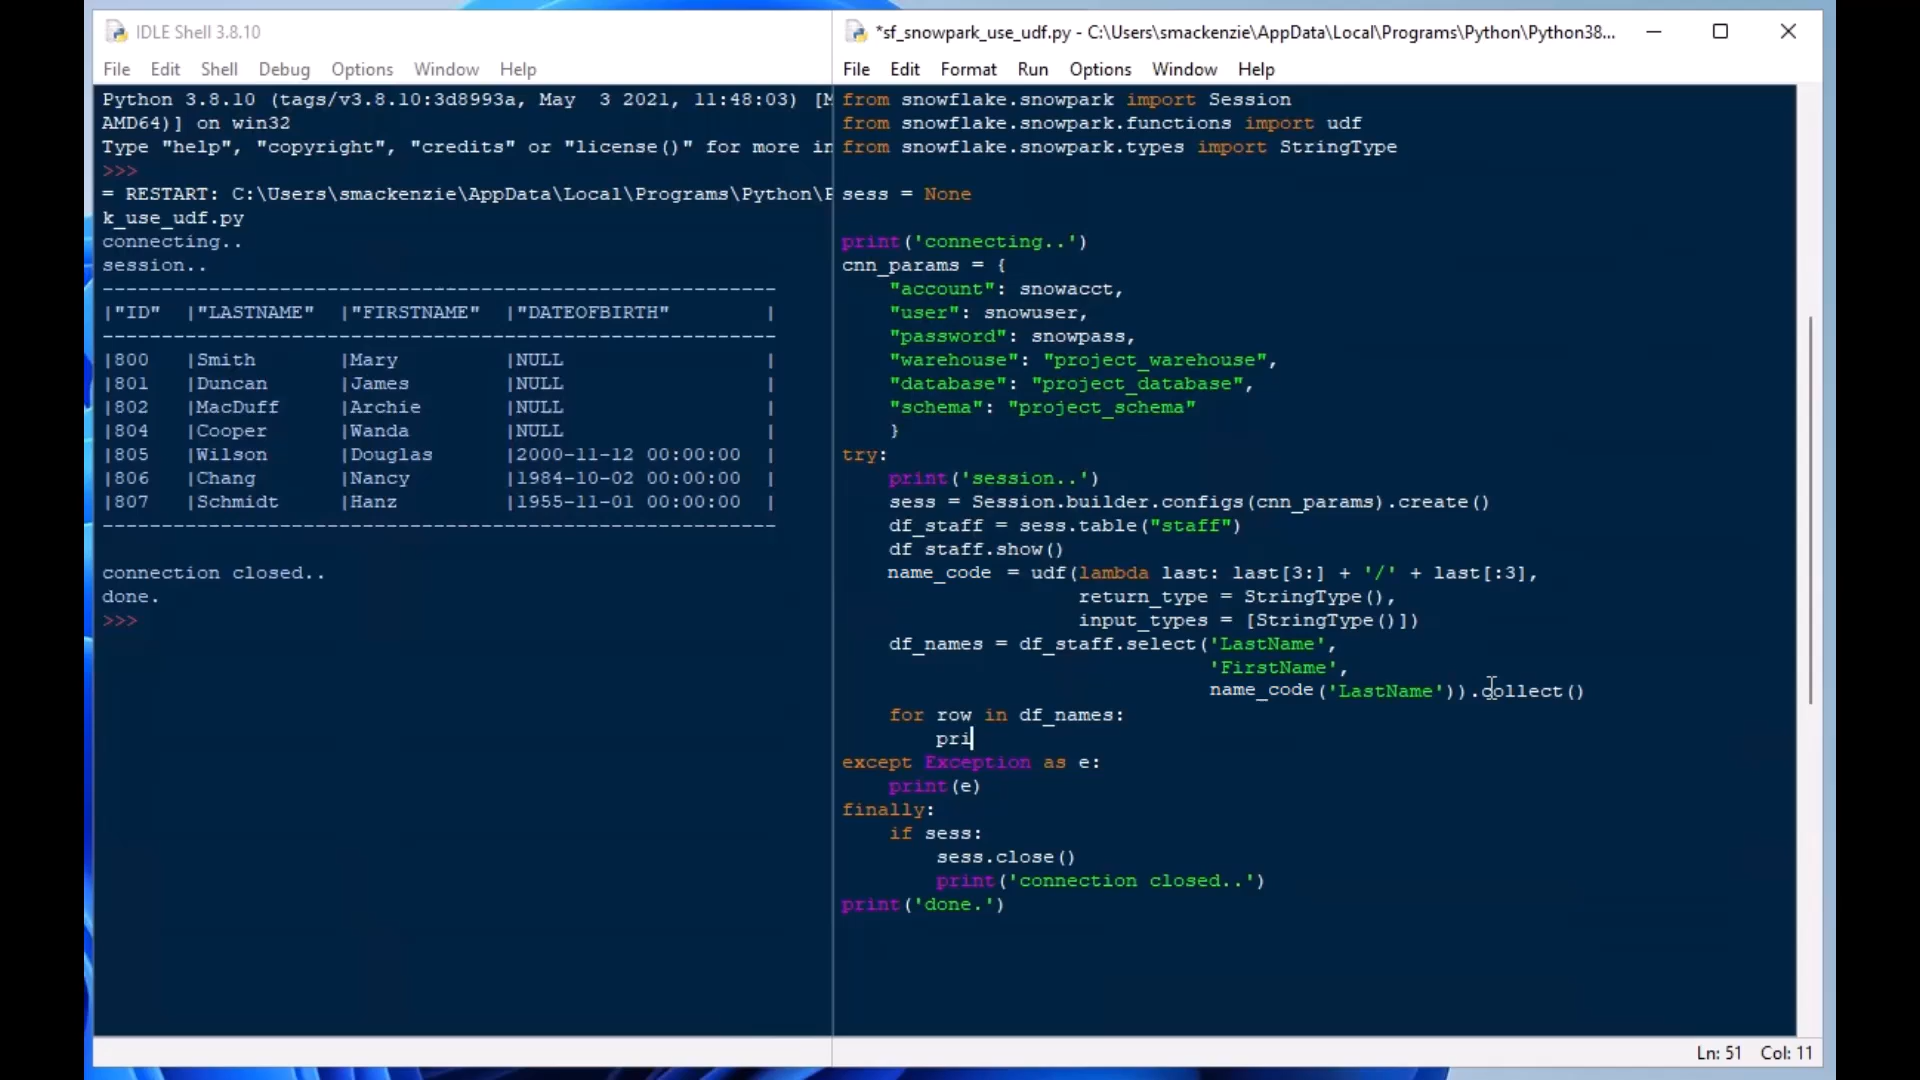 IDLE Shell 3.8.10
File Edit Shell Debug Options Window Help
Python 3.8.10 (tags/v3.8.10:3d8993a, May  3 2021, 11:48:03) [M
AMD64)] on win32
Type "help", "copyright", "credits" or "license()" for more in
>>>
= RESTART: C:\Users\smackenzie\AppData\Local\Programs\Python\P
k_use_udf.py
connecting..
session..
---------------------------------------------------------
|"ID"  |"LASTNAME"  |"FIRSTNAME"  |"DATEOFBIRTH"        |
---------------------------------------------------------
|800   |Smith       |Mary         |NULL                 |
|801   |Duncan      |James        |NULL                 |
|802   |MacDuff     |Archie       |NULL                 |
|804   |Cooper      |Wanda        |NULL                 |
|805   |Wilson      |Douglas      |2000-11-12 00:00:00  |
|806   |Chang       |Nancy        |1984-10-02 00:00:00  |
|807   |Schmidt     |Hanz         |1955-11-01 00:00:00  |
---------------------------------------------------------
connection closed..
done.
>>>
*sf_snowpark_use_udf.py - C:\Users\smackenzie\AppData\Local\Programs\Python\Python38...
File Edit Format Run Options Window Help
from snowflake.snowpark import Session
from snowflake.snowpark.functions import udf
from snowflake.snowpark.types import StringType
sess = None
print('connecting..')
cnn_params = {
    "account": snowacct,
    "user": snowuser,
    "password": snowpass,
    "warehouse": "project_warehouse",
    "database": "project_database",
    "schema": "project_schema"
    }
try:
    print('session..')
    sess = Session.builder.configs(cnn_params).create()
    df_staff = sess.table("staff")
    df_staff.show()
    name_code = udf(lambda last: last[3:] + '/' + last[:3],
                    return_type = StringType(),
                    input_types = [StringType()])
    df_names = df_staff.select('LastName',
                               'FirstName',
                               name_code('LastName')).collect()
    for row in df_names:
        pri
except Exception as e:
    print(e)
finally:
    if sess:
        sess.close()
        print('connection closed..')
print('done.')
Ln: 51 Col: 11